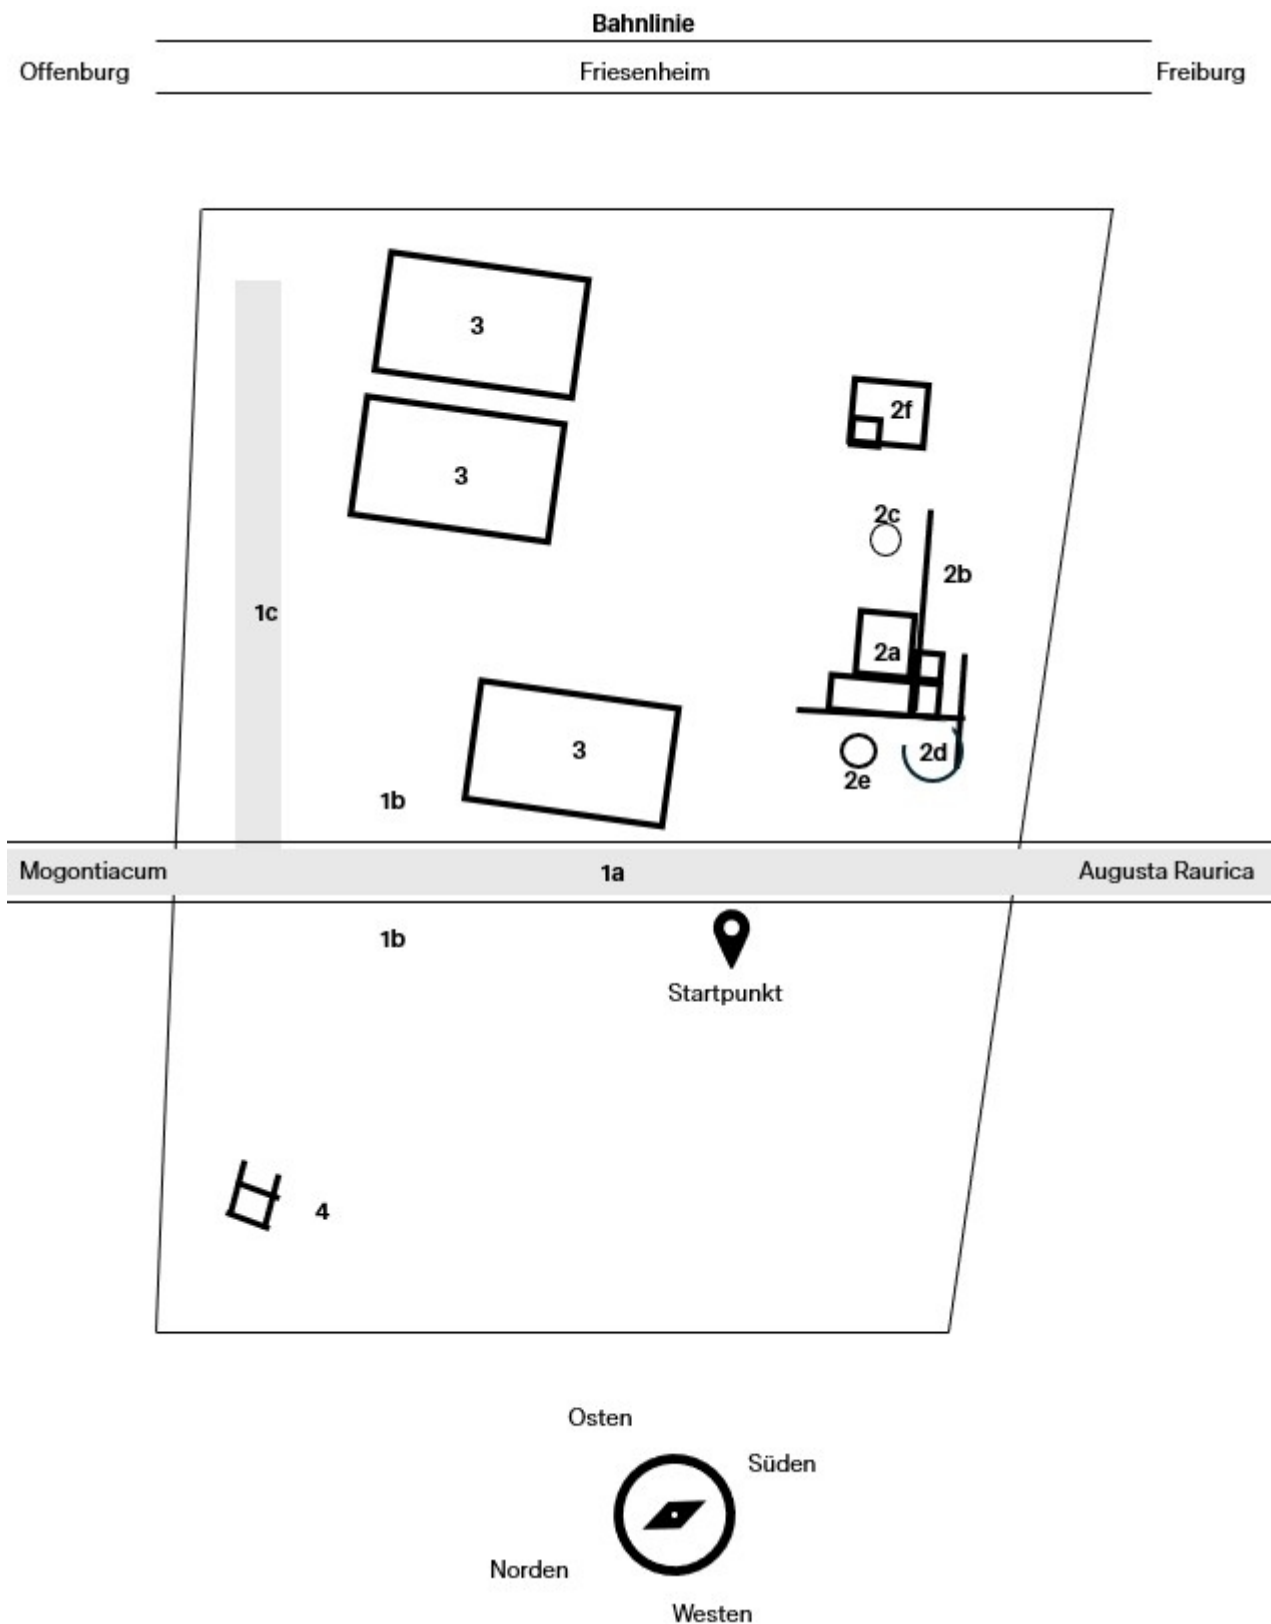 Bahnlinie
Offenburg Friesenheim Freiburg
3
2f
3
2c
2b
1c
2a
3
2d
2e
1b
Mogontiacum 1a Augusta Raurica
1b
Startpunkt
4
Osten
Süden
Norden
Westen